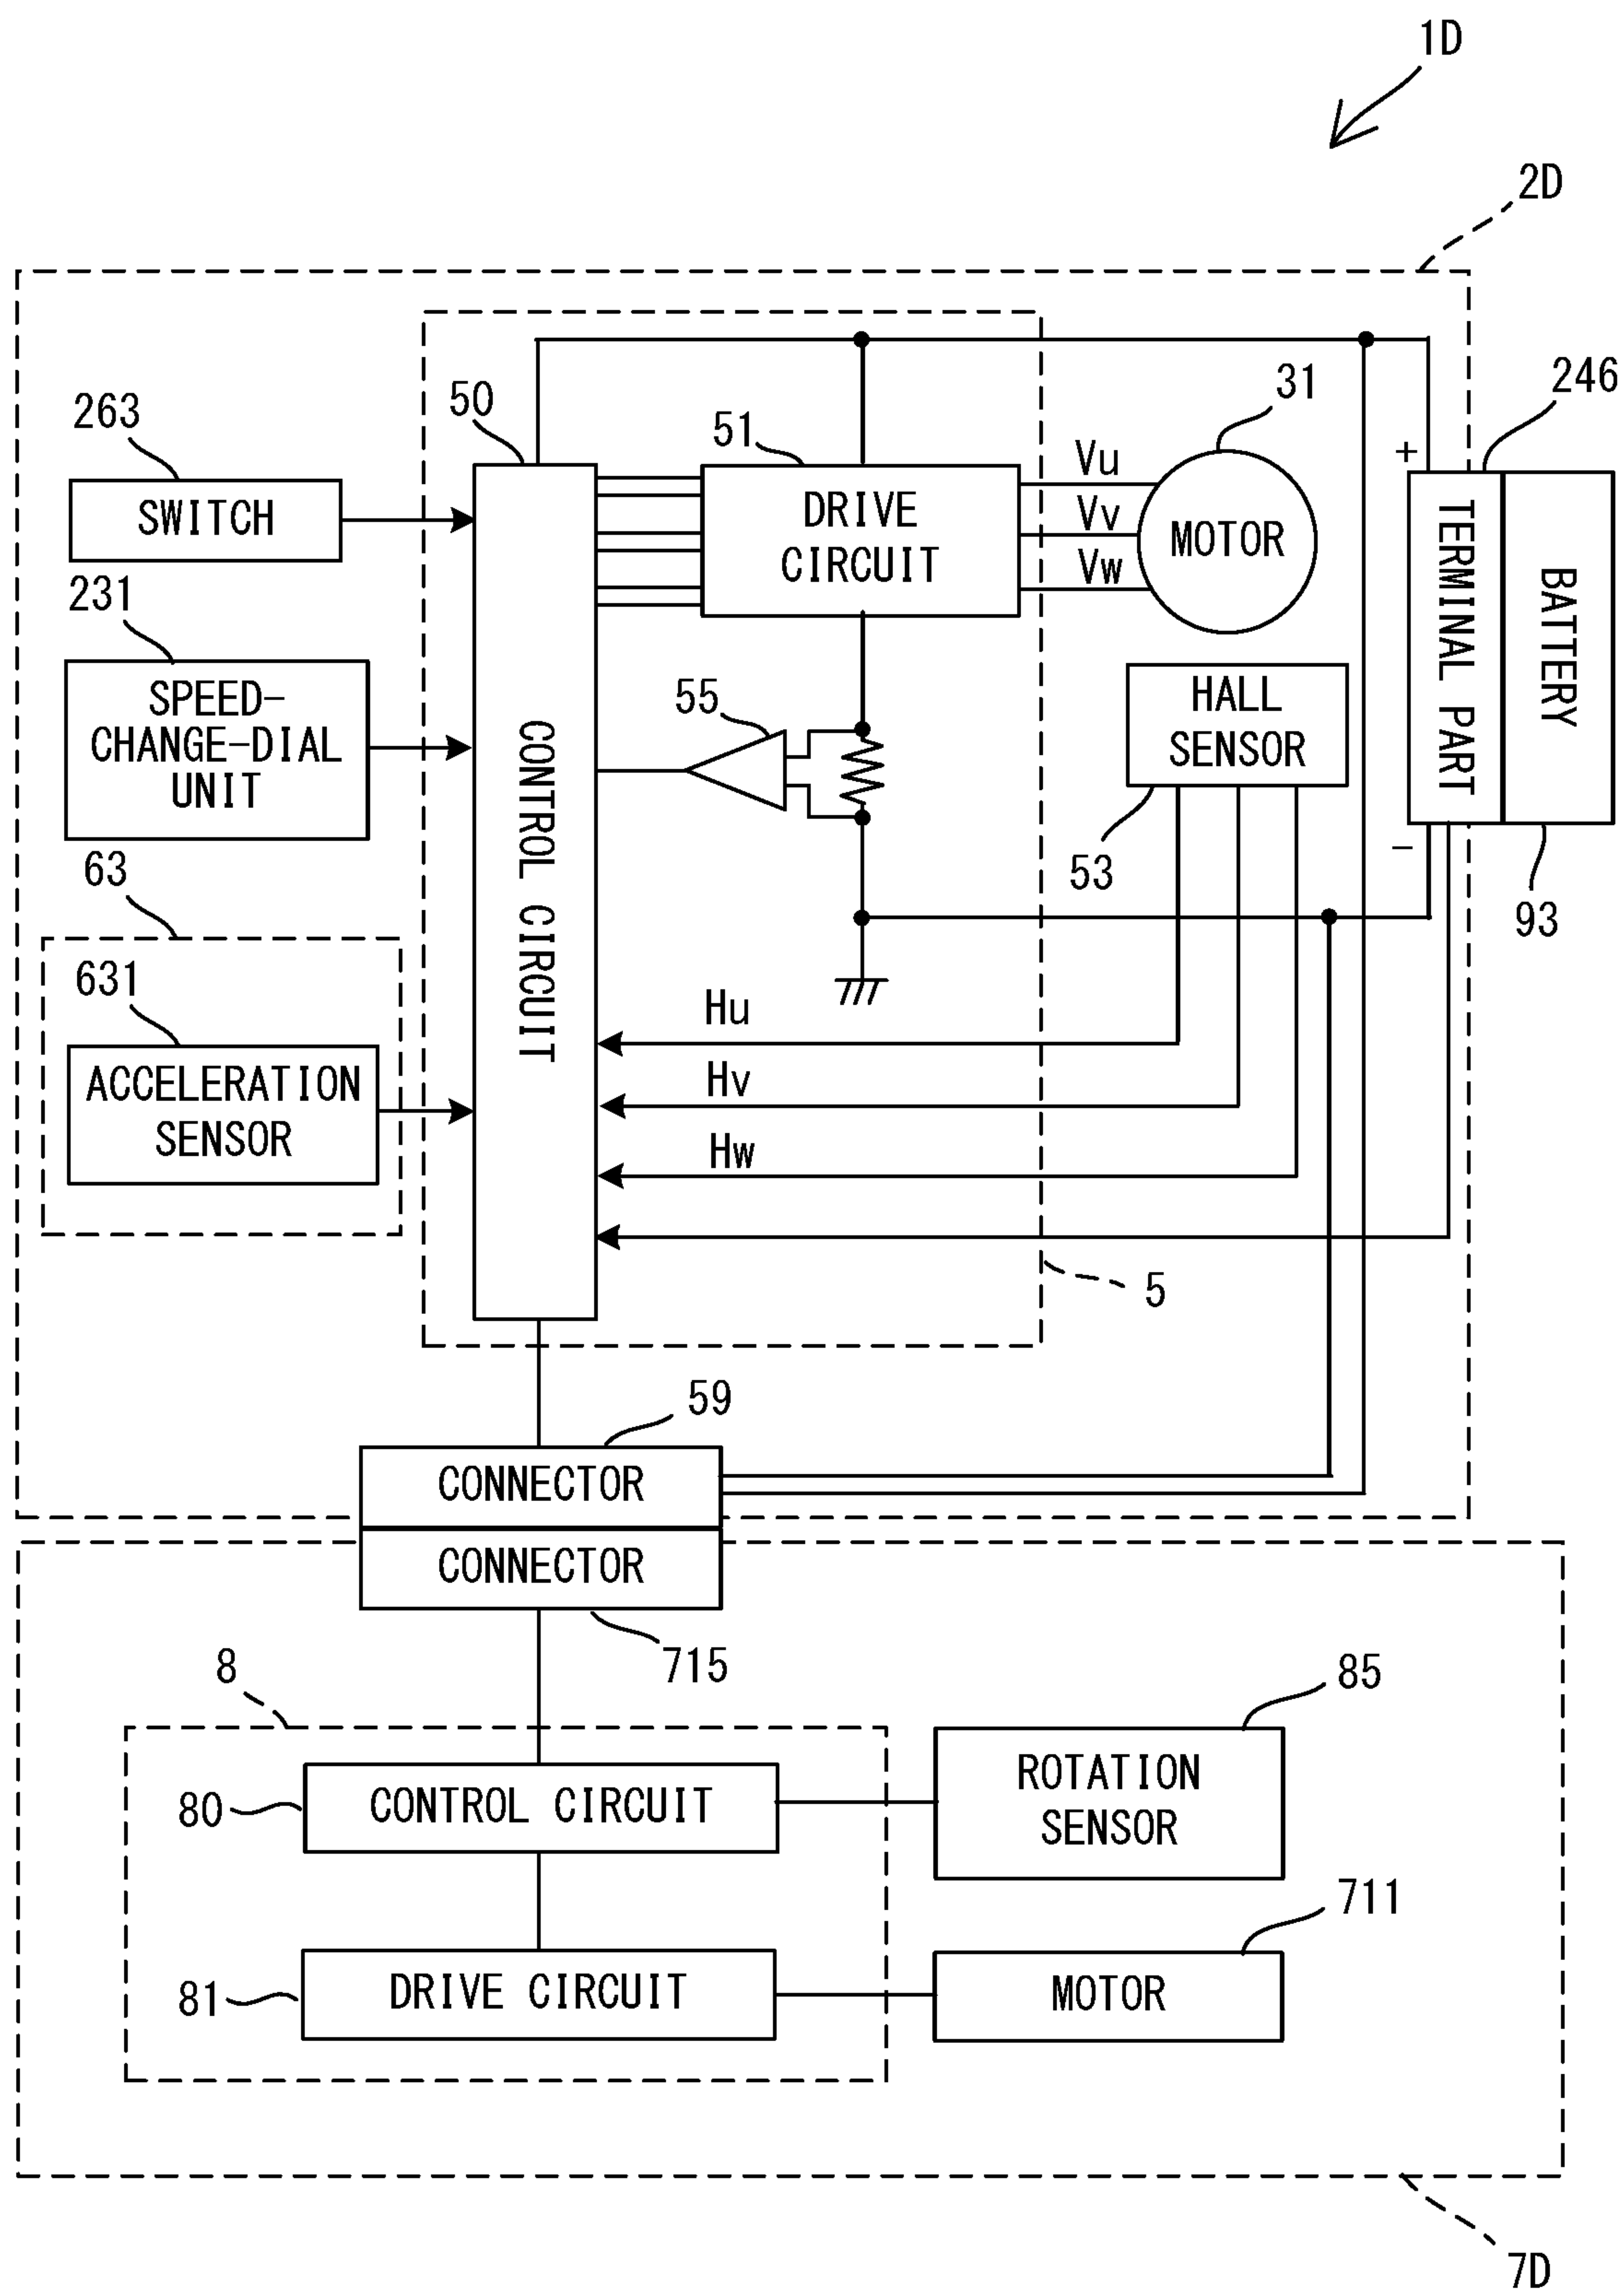 1D
2D
263
50
51
31
246
SWITCH
DRIVE
CIRCUIT
Vu
Vv
Vw
MOTOR
+
TERMINAL PART
BATTERY
231
SPEED-
CHANGE-DIAL
UNIT
CONTROL CIRCUIT
55
HALL
SENSOR
53
-
93
63
631
ACCELERATION
SENSOR
Hu
Hv
Hw
5
59
CONNECTOR
CONNECTOR
715
8
85
80
CONTROL CIRCUIT
ROTATION
SENSOR
711
81
DRIVE CIRCUIT
MOTOR
7D